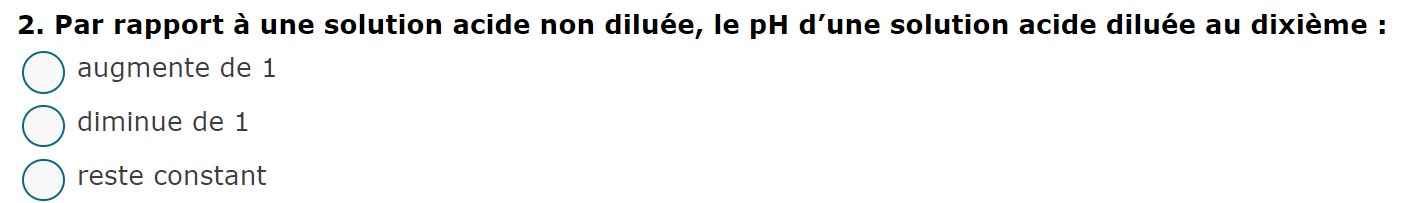 2. Par rapport à une solution acide non diluée, le pH d’une solution acide diluée au dixième :
augmente de 1
diminue de 1
reste constant